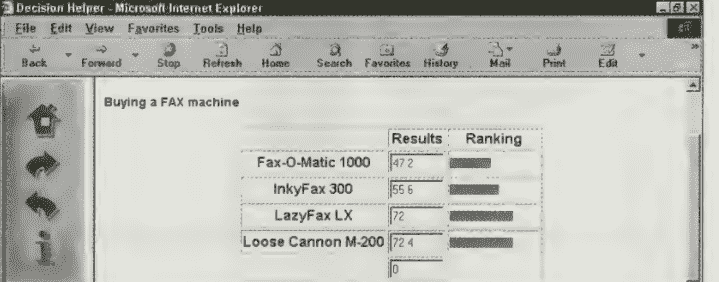 Decision Helper - Microsoft Internet Explorer
File Edit View Favorites Tools Help
Back Forward Stop Refresh Home Search Favorites History Mail Print Edit
Buying a FAX machine
Results Ranking
Fax-O-Matic 1000 47.2
InkyFax 300 55.6
LazyFax LX 72
Loose Cannon M-200 72.4
0